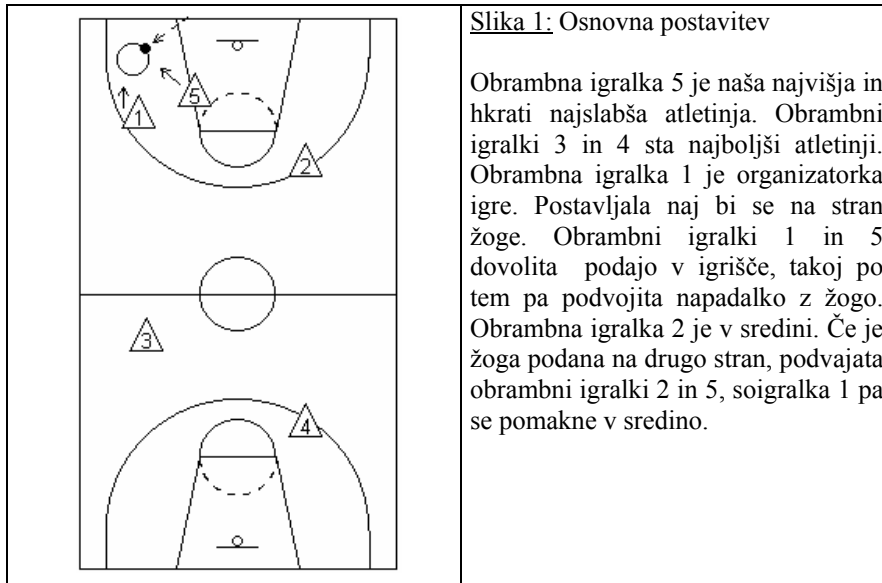 Slika 1: Osnovna postavitev
Obrambna igralka 5 je naša najvišja in
hkrati najslabša atletinja. Obrambni
igralki 3 in 4 sta najboljši atletinji.
Obrambna igralka 1 je organizatorka
igre. Postavljala naj bi se na stran
žoge. Obrambni igralki 1 in 5
dovolita podajo v igrišče, takoj po
tem pa podvojita napadalko z žogo.
Obrambna igralka 2 je v sredini. Če je
žoga podana na drugo stran, podvajata
obrambni igralki 2 in 5, soigralka 1 pa
se pomakne v sredino.
5
1
2
3
4